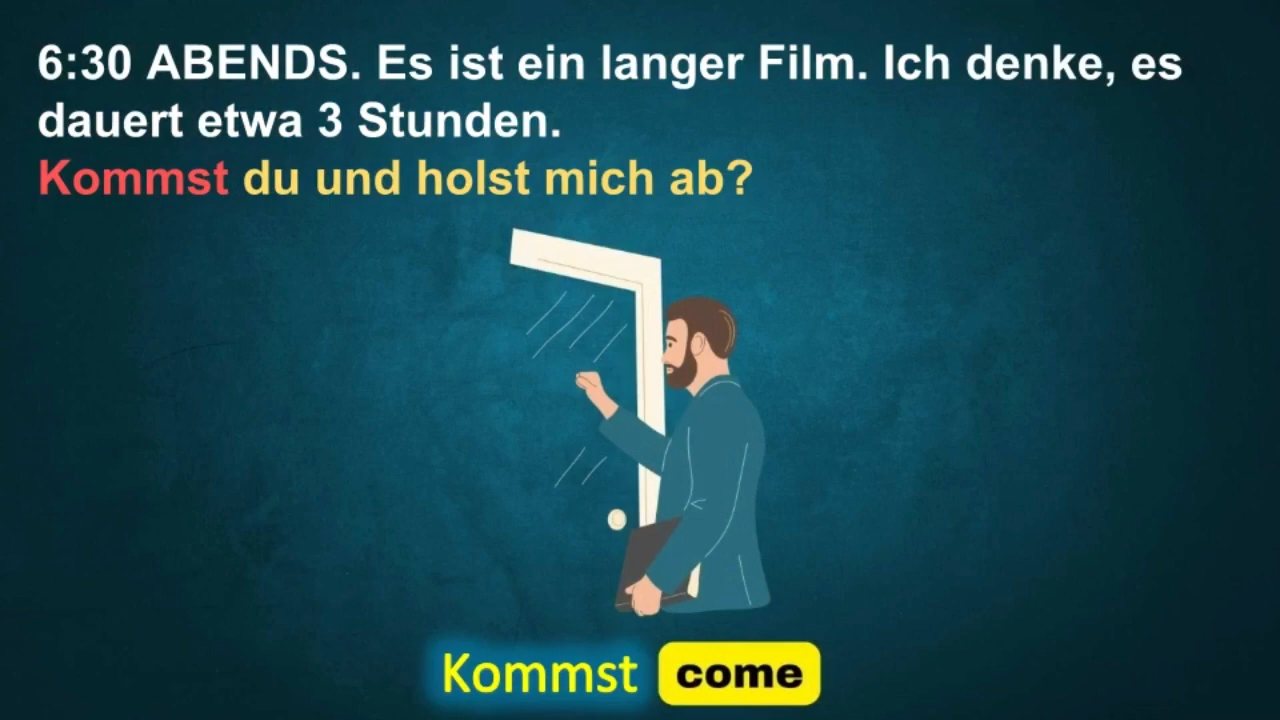 6:30 ABENDS. Es ist ein langer Film. Ich denke, es
dauert etwa 3 Stunden.
Kommst du und holst mich ab?
Kommst come